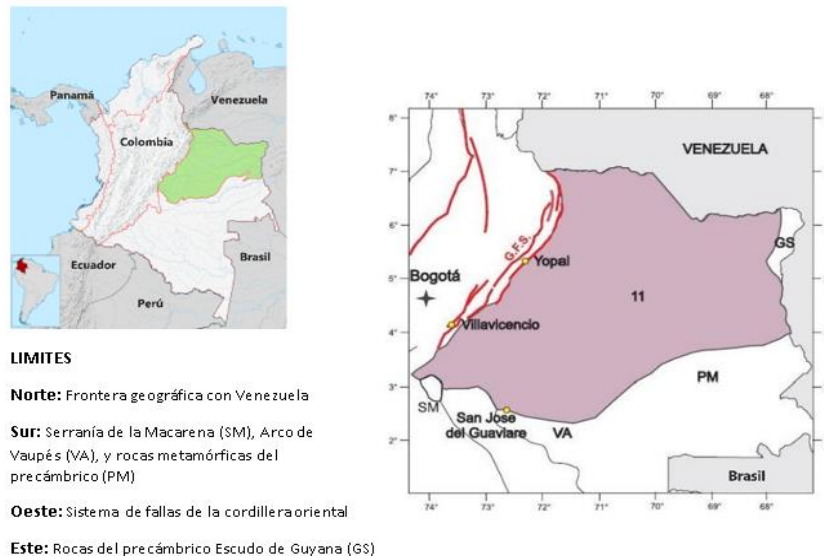 Panamá
Venezuela
Colombia
Ecuador
Brasil
Perú
LIMITES
Norte: Frontera geográfica con Venezuela
Sur: Serranía de la Macarena (SM), Arco de
Vaupés (VA), y rocas metamórficas del
precámbrico (PM)
Oeste: Sistema de fallas de la cordillera oriental
Este: Rocas del precámbrico Escudo de Guyana (GS)
74° 73° 72° 71° 69° 68°
8°
VENEZUELA
7°
6°
GS
G.F.S.
Yopal
Bogotá
5°
11
Villavicencio
4°
PM
3°
SM
San Jose
del Guaviare
VA
2°
Brasil
74° 73° 72° 71° 69° 68°